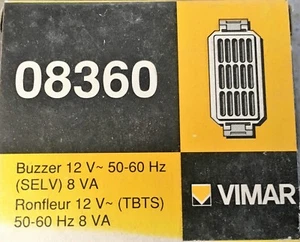 08360
Buzzer 12 V~ 50-60 Hz
(SELV) 8 VA
Ronfleur 12 V~ (TBTS)
50-60 Hz 8 VA
VIMAR